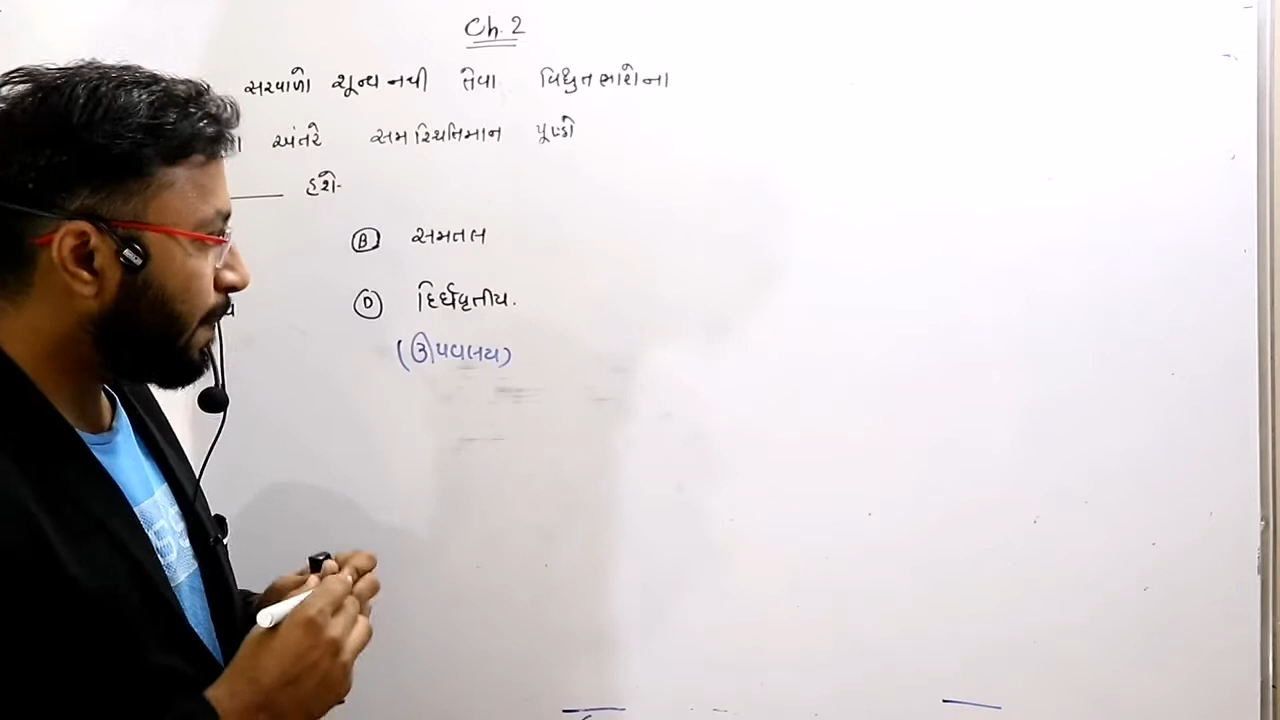 Ch. 2
સરવાળો શૂન્ય નથી તેવા વિધુતભારોના
અંતરે સમસ્થિતિમાન પૃષ્ઠો
હશે.
B સમતલ
D દિર્ઘવૃતીય.
(ઉપવલય)